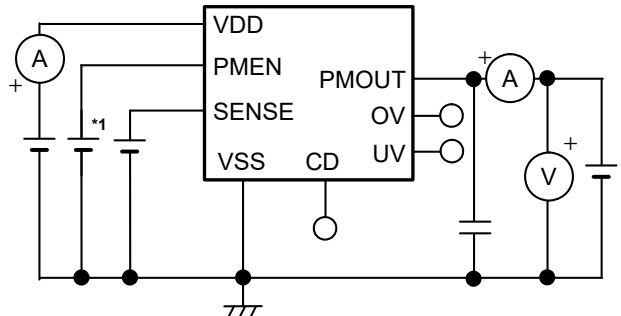 VDD
A
+
PMEN
*1
SENSE
VSS
CD
PMOUT
OV
UV
+
A
+
V